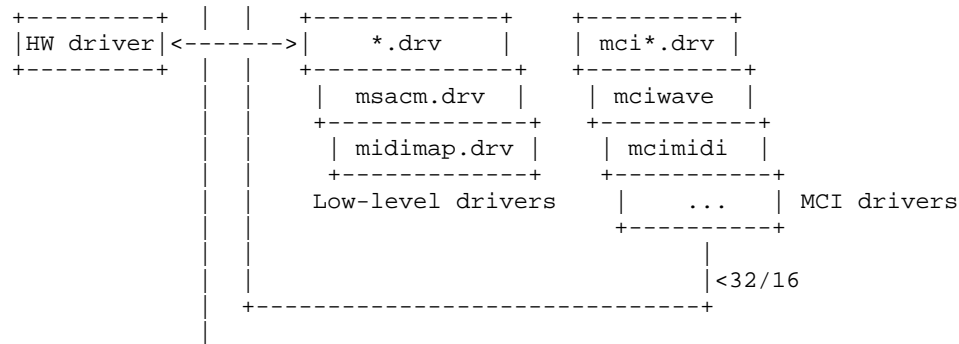 HW driver *.drv mci*.drv
msacm.drv mciwave
midimap.drv mcimidi
Low-level drivers ... MCI drivers
<32/16